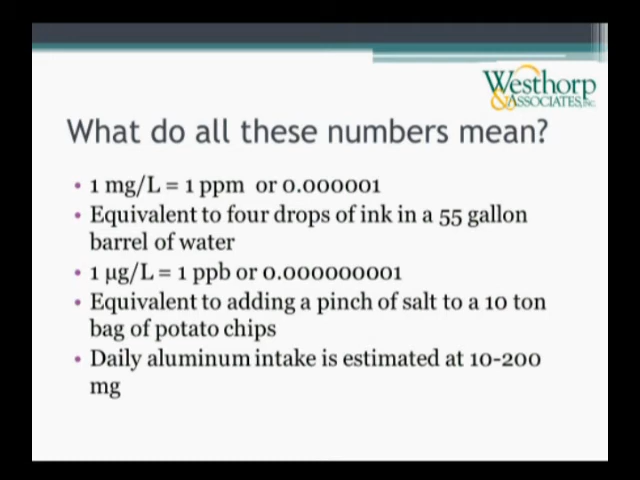 Westhorp
& ASSOCIATES, INC.
What do all these numbers mean?
• 1 mg/L = 1 ppm or 0.000001
• Equivalent to four drops of ink in a 55 gallon
barrel of water
• 1 µg/L = 1 ppb or 0.000000001
• Equivalent to adding a pinch of salt to a 10 ton
bag of potato chips
• Daily aluminum intake is estimated at 10-200
mg